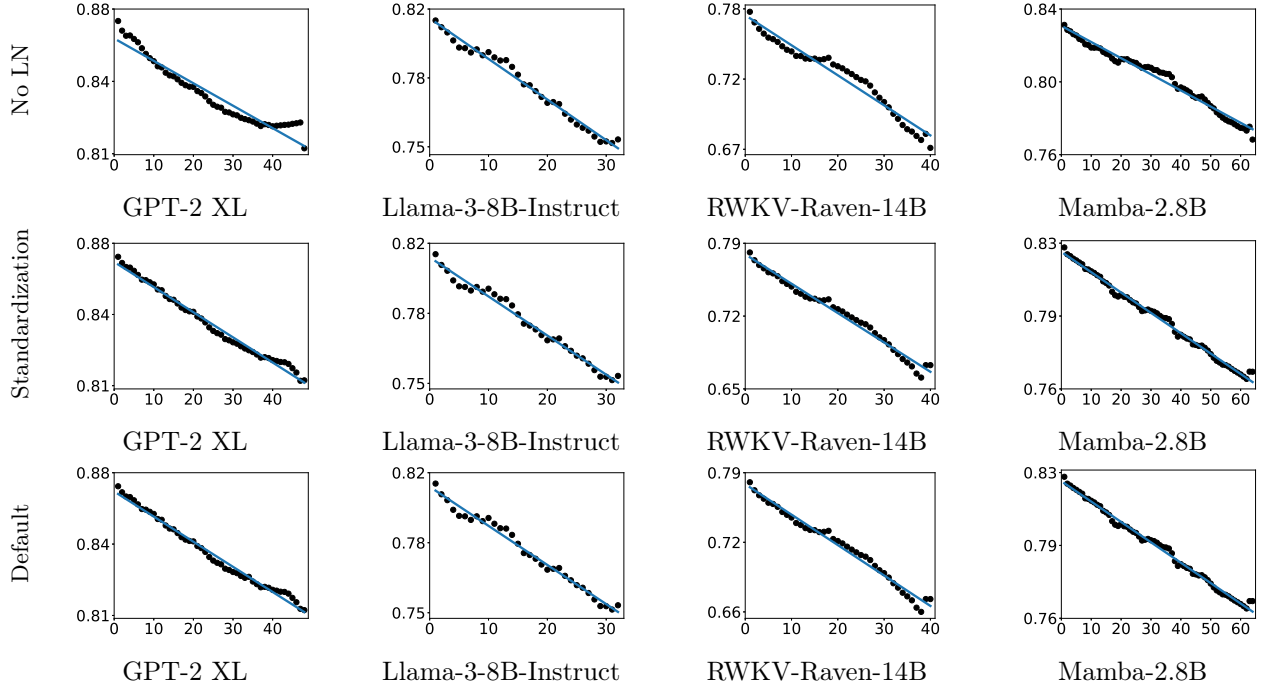 No LN
0.88 0.84 0.81
0 10 20 30 40
0.82 0.78 0.75
0 10 20 30
0.78 0.72 0.67
0 10 20 30 40
0.84 0.80 0.76
0 10 20 30 40 50 60
GPT-2 XL Llama-3-8B-Instruct RWKV-Raven-14B Mamba-2.8B
Standardization
0.88 0.84 0.81
0 10 20 30 40
0.82 0.78 0.75
0 10 20 30
0.79 0.72 0.65
0 10 20 30 40
0.83 0.79 0.76
0 10 20 30 40 50 60
GPT-2 XL Llama-3-8B-Instruct RWKV-Raven-14B Mamba-2.8B
Default
0.88 0.84 0.81
0 10 20 30 40
0.82 0.78 0.75
0 10 20 30
0.79 0.72 0.66
0 10 20 30 40
0.83 0.79 0.76
0 10 20 30 40 50 60
GPT-2 XL Llama-3-8B-Instruct RWKV-Raven-14B Mamba-2.8B